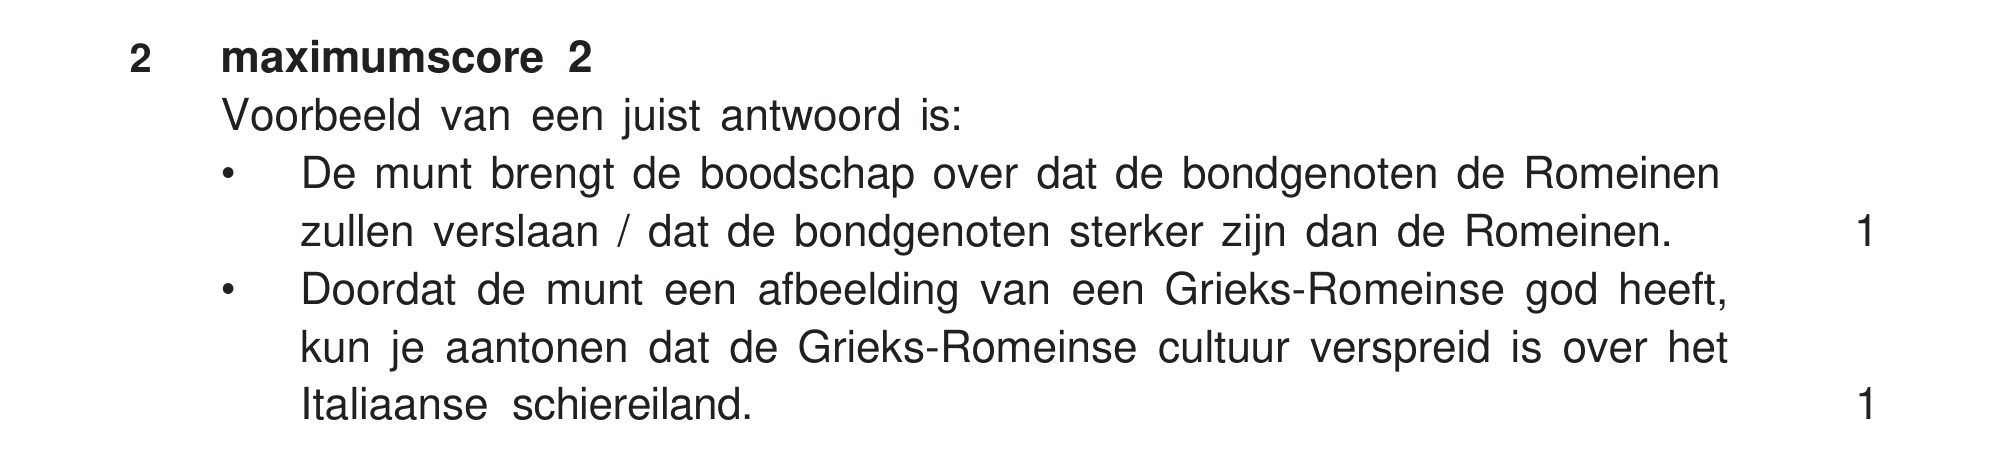 2 maximumscore 2
Voorbeeld van een juist antwoord is:
• De munt brengt de boodschap over dat de bondgenoten de Romeinen
zullen verslaan / dat de bondgenoten sterker zijn dan de Romeinen. 1
• Doordat de munt een afbeelding van een Grieks-Romeinse god heeft,
kun je aantonen dat de Grieks-Romeinse cultuur verspreid is over het
Italiaanse schiereiland. 1